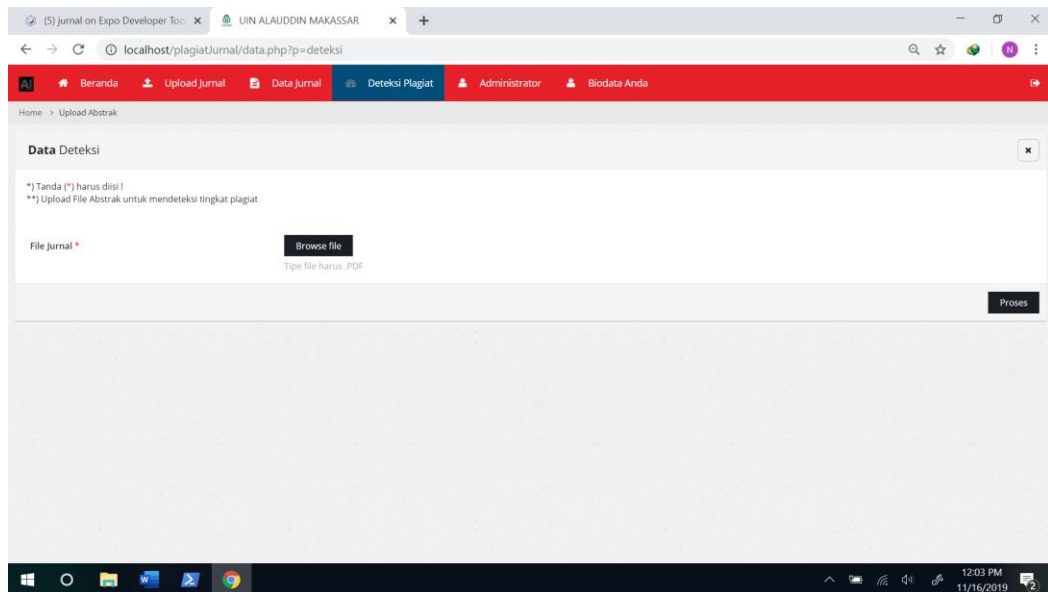 (5) jurnal on Expo Developer Too
UIN ALAUDDIN MAKASSAR
localhost/plagiatJurnal/data.php?p=deteksi
N
AI Beranda Upload Jurnal Data Jurnal Deteksi Plagiat Administrator Biodata Anda
Home > Upload Abstrak
Data Deteksi
*) Tanda (*) harus diisi !
**) Upload File Abstrak untuk mendeteksi tingkat plagiat
File Jurnal * Browse file
Tipe file harus .PDF
Proses
12:03 PM
11/16/2019
2